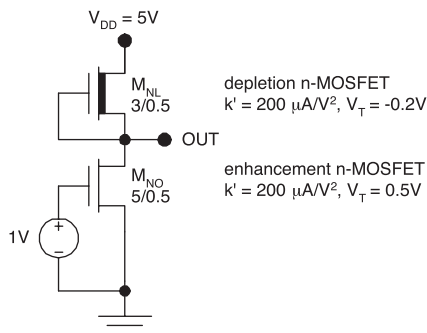 V_DD = 5V
M_NL
3/0.5
depletion n-MOSFET
k' = 200 μA/V², V_T = -0.2V
OUT
M_NO
5/0.5
enhancement n-MOSFET
k' = 200 μA/V², V_T = 0.5V
1V
+
−